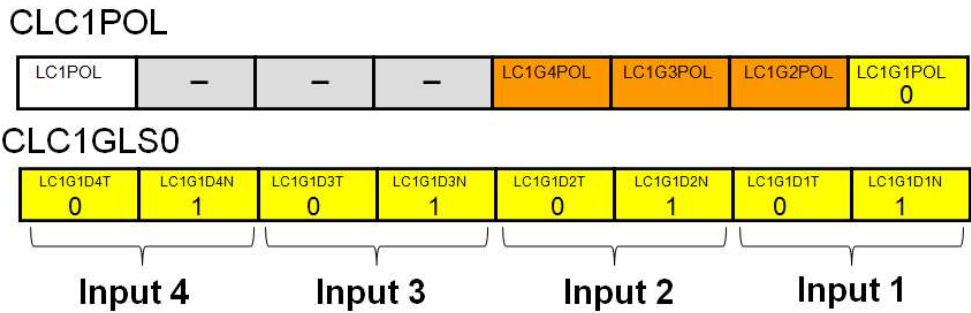 CLC1POL
LC1POL – – – LC1G4POL LC1G3POL LC1G2POL LC1G1POL
0
CLC1GLS0
LC1G1D4T LC1G1D4N LC1G1D3T LC1G1D3N LC1G1D2T LC1G1D2N LC1G1D1T LC1G1D1N
0 1 0 1 0 1 0 1
Input 4 Input 3 Input 2 Input 1